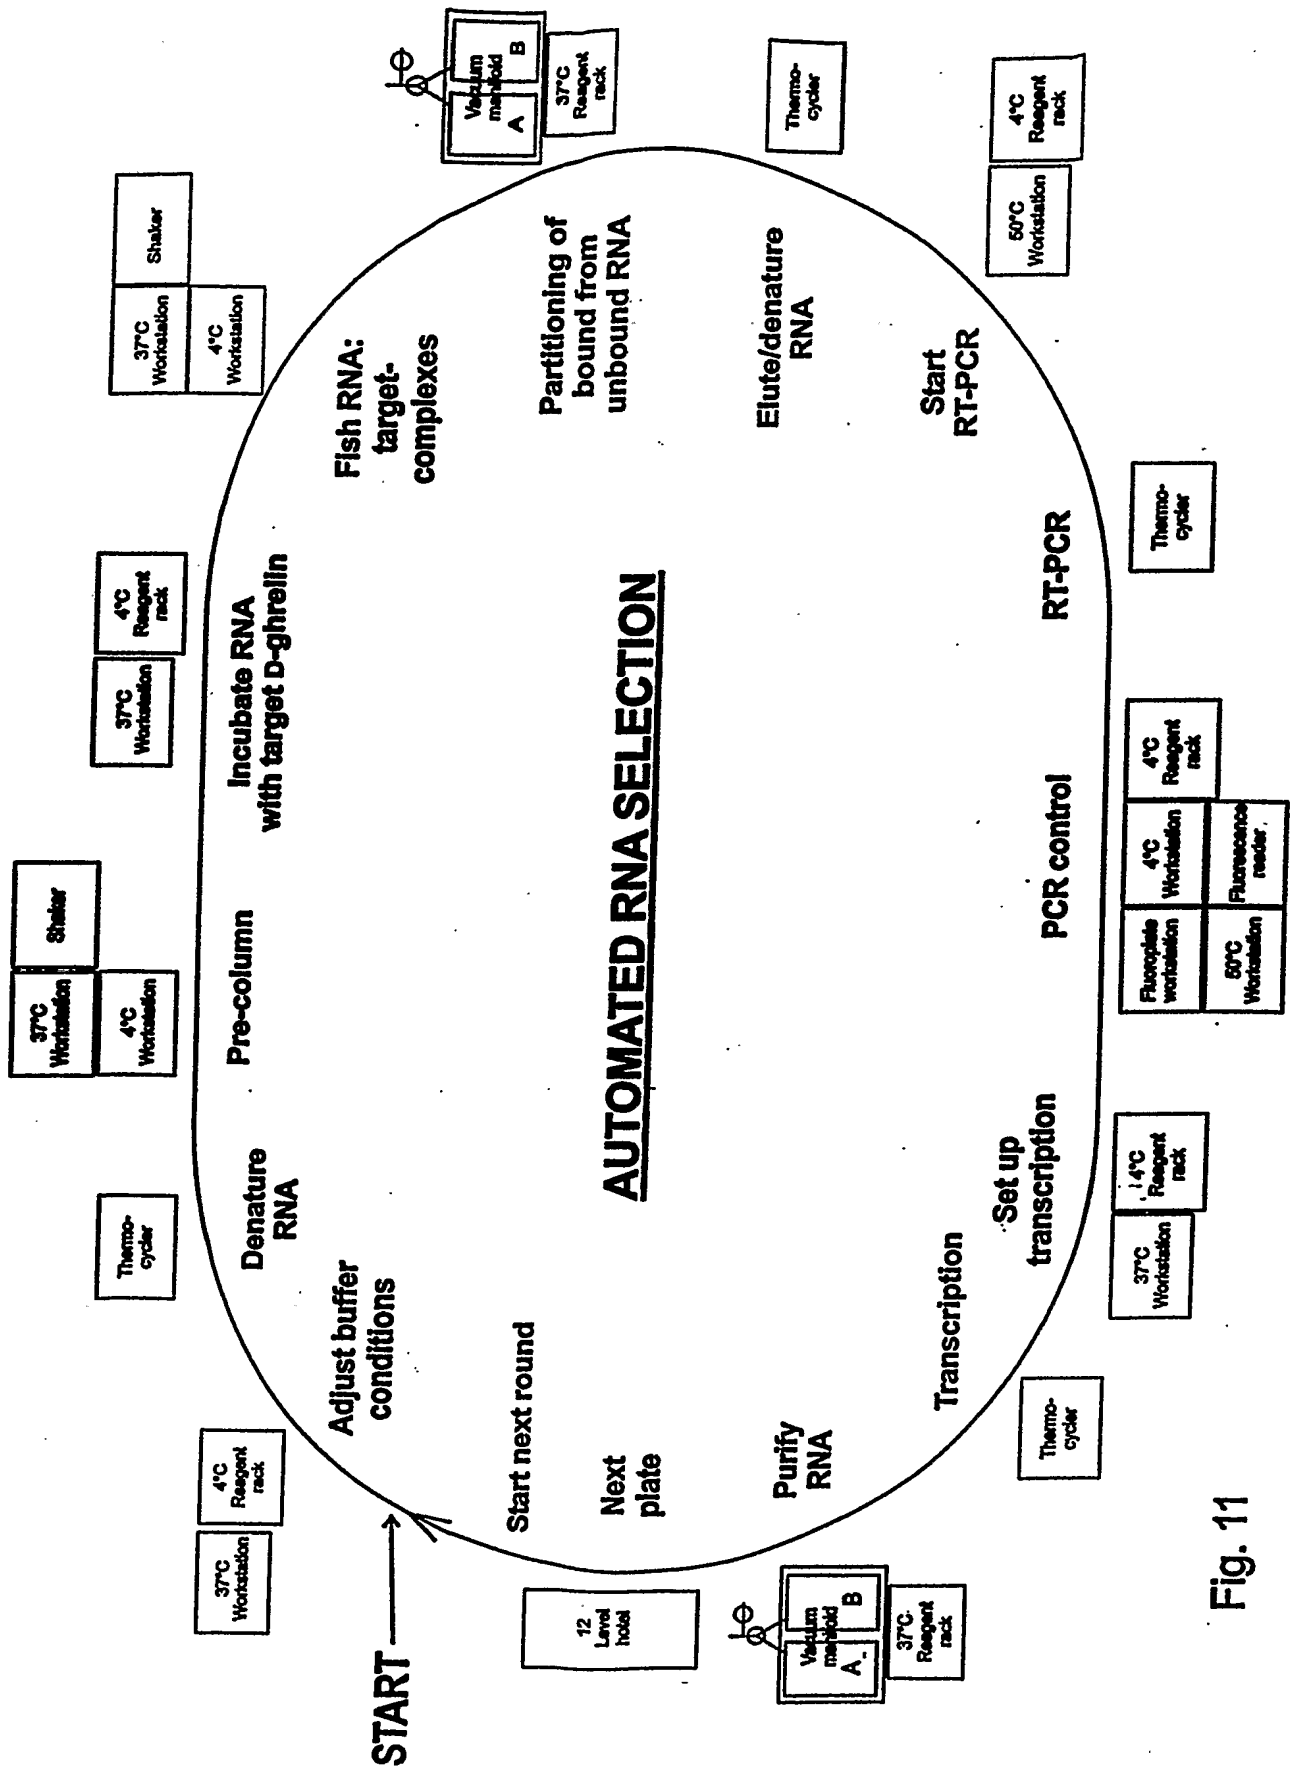 AUTOMATED RNA SELECTION
START
37°C
Workstation
4°C
Reagent
rack
Adjust buffer
conditions
Thermo-
cycler
Denature
RNA
37°C
Workstation
Shaker
4°C
Workstation
Pre-column
37°C
Workstation
4°C
Reagent
rack
Incubate RNA
with target D-ghrelin
37°C
Workstation
Shaker
4°C
Workstation
Fish RNA:
target-
complexes
Vacuum
manifold
A
B
37°C
Reagent
rack
Partitioning of
bound from
unbound RNA
Thermo-
cycler
Elute/denature
RNA
50°C
Workstation
4°C
Reagent
rack
Start
RT-PCR
Thermo-
cycler
RT-PCR
Fluoroplate
workstation
4°C
Workstation
4°C
Reagent
rack
50°C
Workstation
Fluorescence
reader
PCR control
37°C
Workstation
4°C
Reagent
rack
Set up
transcription
Thermo-
cycler
Transcription
Vacuum
manifold
A
B
37°C
Reagent
rack
Purify
RNA
12
Level
hotel
Next
plate
Start next round
Fig. 11